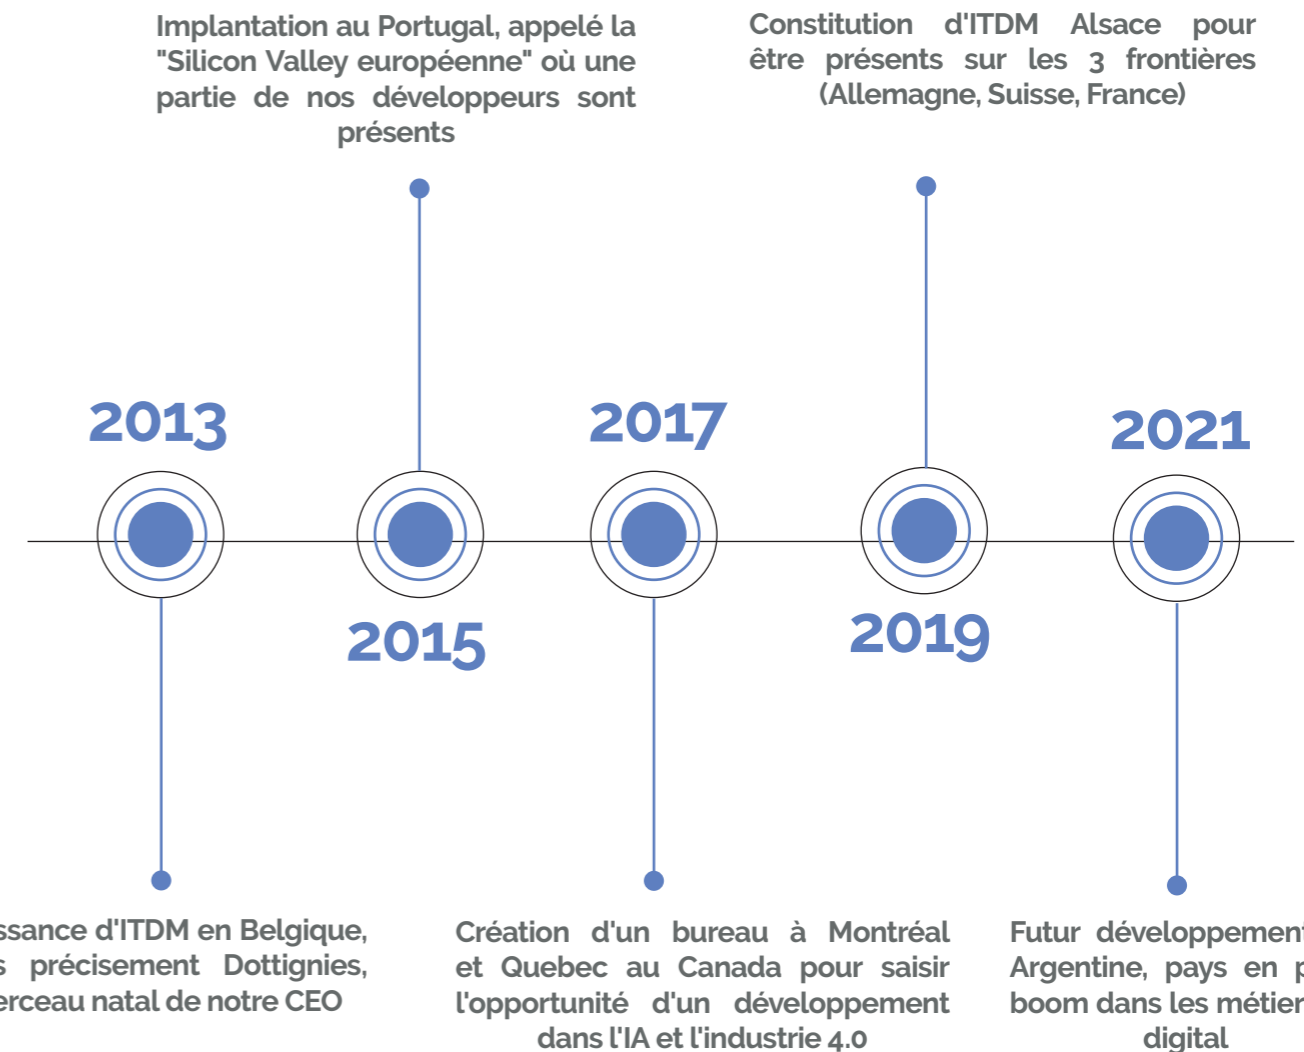 Implantation au Portugal, appelé la
"Silicon Valley européenne" où une
partie de nos développeurs sont
présents
Constitution d'ITDM Alsace pour
être présents sur les 3 frontières
(Allemagne, Suisse, France)
2013
2017
2021
2015
2019
d'ITDM en Belgique,
précisement Dottignies,
natal de notre CEO
Création d'un bureau à Montréal
et Quebec au Canada pour saisir
l'opportunité d'un développement
dans l'IA et l'industrie 4.0
Futur développement
Argentine, pays en
boom dans les
digital